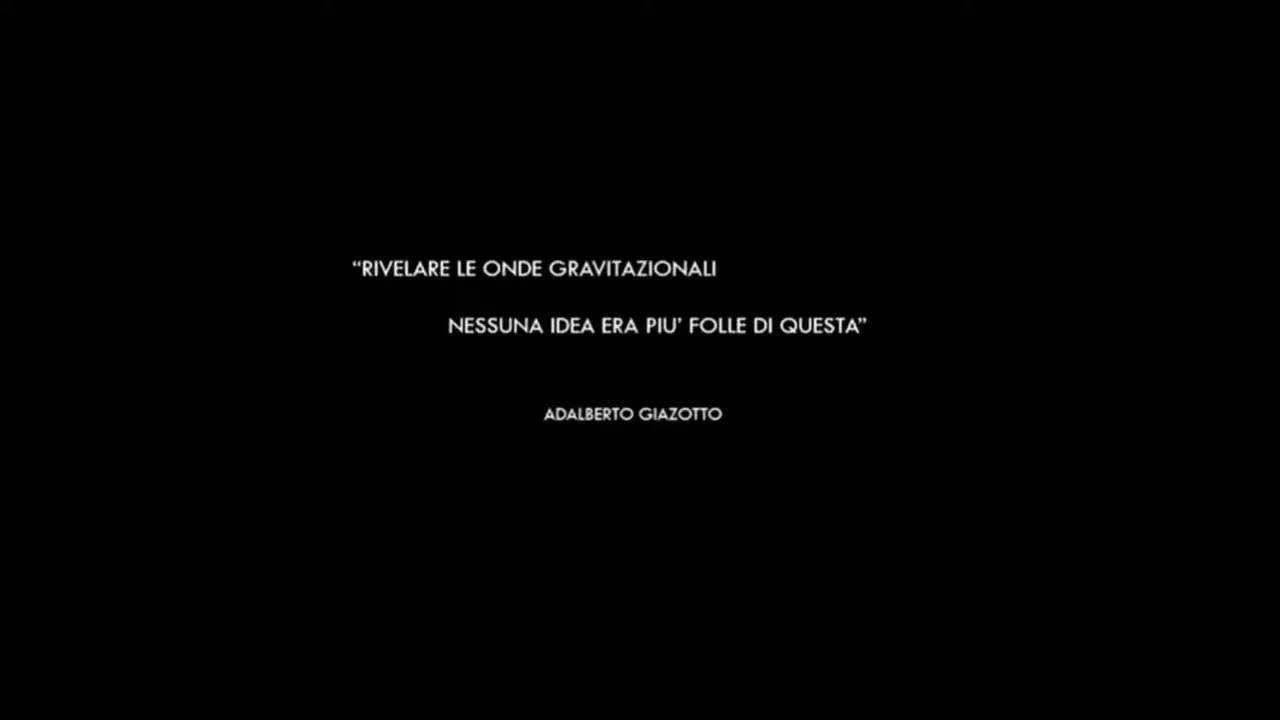 “RIVELARE LE ONDE GRAVITAZIONALI
NESSUNA IDEA ERA PIU’ FOLLE DI QUESTA”
ADALBERTO GIAZOTTO